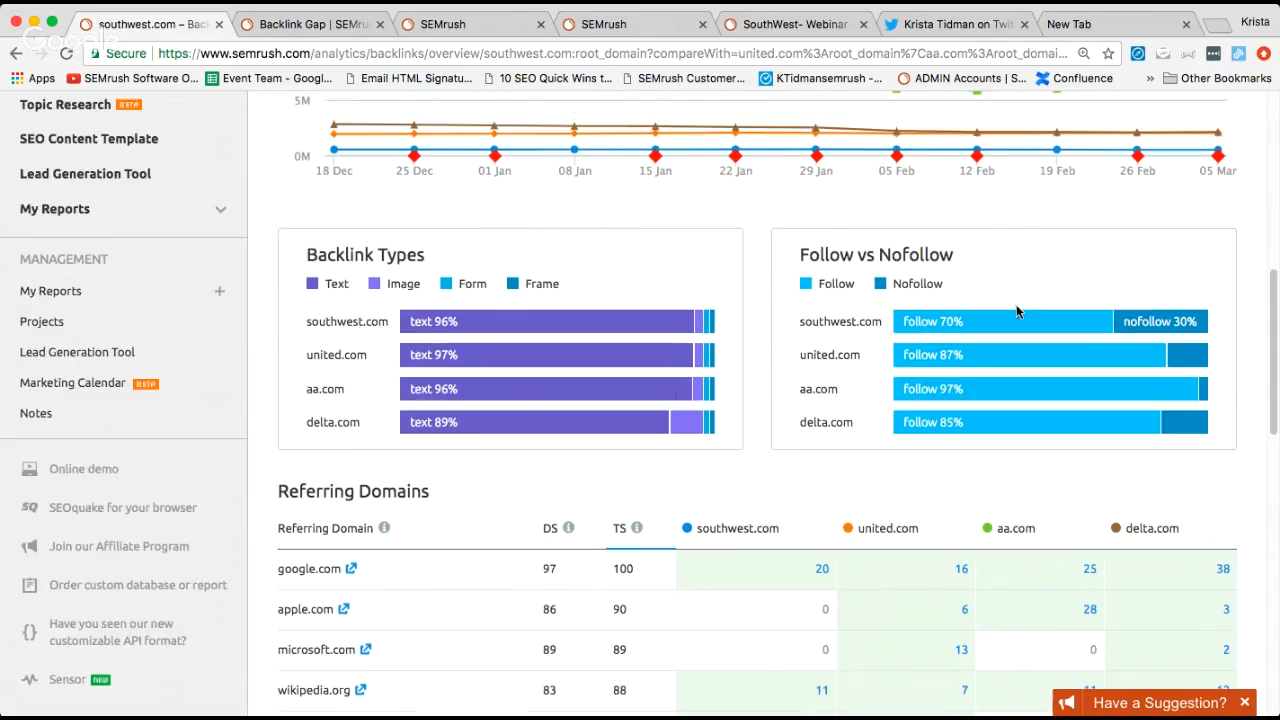 southwest.com – Back
Backlink Gap | SEMru
SEMrush
SEMrush
SouthWest- Webinar
Krista Tidman on Twit
New Tab
Krista
Google
Secure
https://www.semrush.com/analytics/backlinks/overview/southwest.com:root_domain?compareWith=united.com%3Aroot_domain%7Caa.com%3Aroot_domai...
Apps
SEMrush Software O...
Event Team - Googl...
Email HTML Signatu...
10 SEO Quick Wins t...
SEMrush Customer...
KTidmansemrush -...
ADMIN Accounts | S...
Confluence
»
Other Bookmarks
Topic Research BETA
SEO Content Template
Lead Generation Tool
My Reports
MANAGEMENT
My Reports +
Projects
Lead Generation Tool
Marketing Calendar BETA
Notes
Online demo
SQ SEOquake for your browser
Join our Affiliate Program
Order custom database or report
{} Have you seen our new
customizable API format?
Sensor NEW
5M
0M
18 Dec 25 Dec 01 Jan 08 Jan 15 Jan 22 Jan 29 Jan 05 Feb 12 Feb 19 Feb 26 Feb 05 Mar
Backlink Types
Text Image Form Frame
southwest.com text 96%
united.com text 97%
aa.com text 96%
delta.com text 89%
Follow vs Nofollow
Follow Nofollow
southwest.com follow 70% nofollow 30%
united.com follow 87%
aa.com follow 97%
delta.com follow 85%
Referring Domains
Referring Domain DS TS southwest.com united.com aa.com delta.com
google.com 97 100 20 16 25 38
apple.com 86 90 0 6 28 3
microsoft.com 89 89 0 13 0 2
wikipedia.org 83 88 11 7
Have a Suggestion? ×